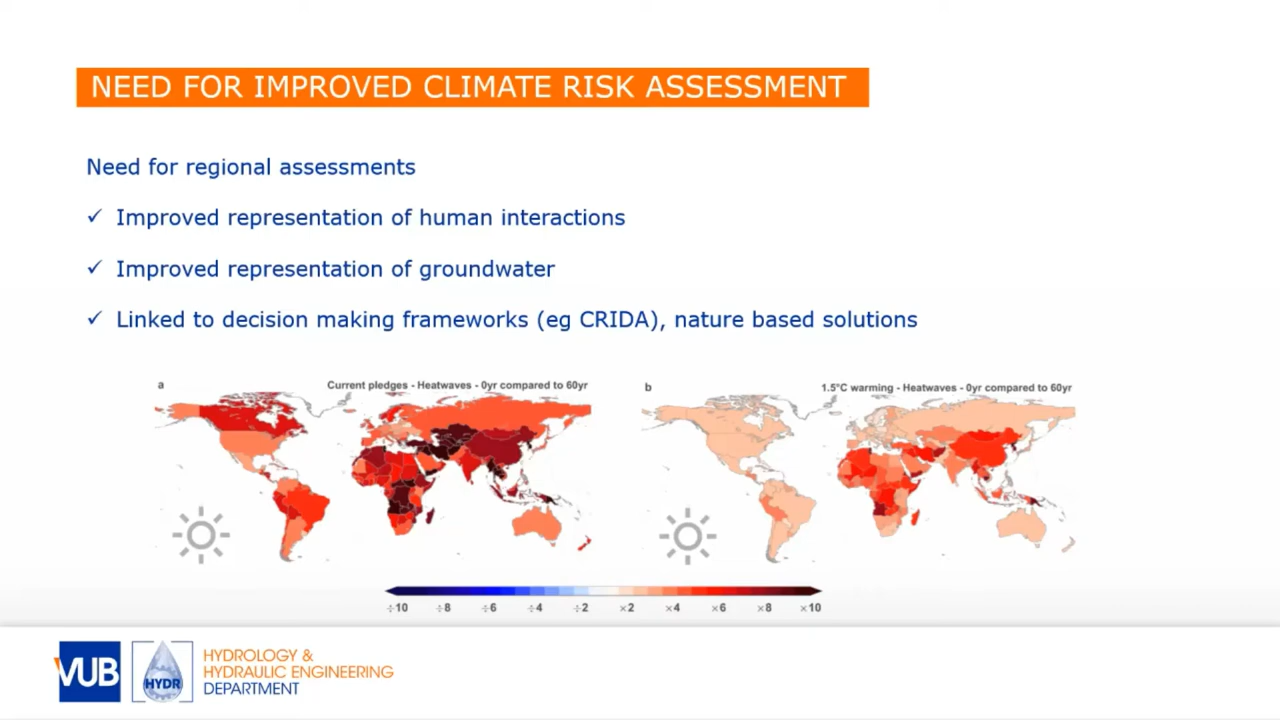 NEED FOR IMPROVED CLIMATE RISK ASSESSMENT
Need for regional assessments
✓ Improved representation of human interactions
✓ Improved representation of groundwater
✓ Linked to decision making frameworks (eg CRIDA), nature based solutions
a
Current pledges - Heatwaves - 0yr compared to 60yr
b
1.5°C warming - Heatwaves - 0yr compared to 60yr
÷10 ÷8 ÷6 ÷4 ÷2 ×2 ×4 ×6 ×8 ×10
VUB
HYDR
HYDROLOGY &
HYDRAULIC ENGINEERING
DEPARTMENT